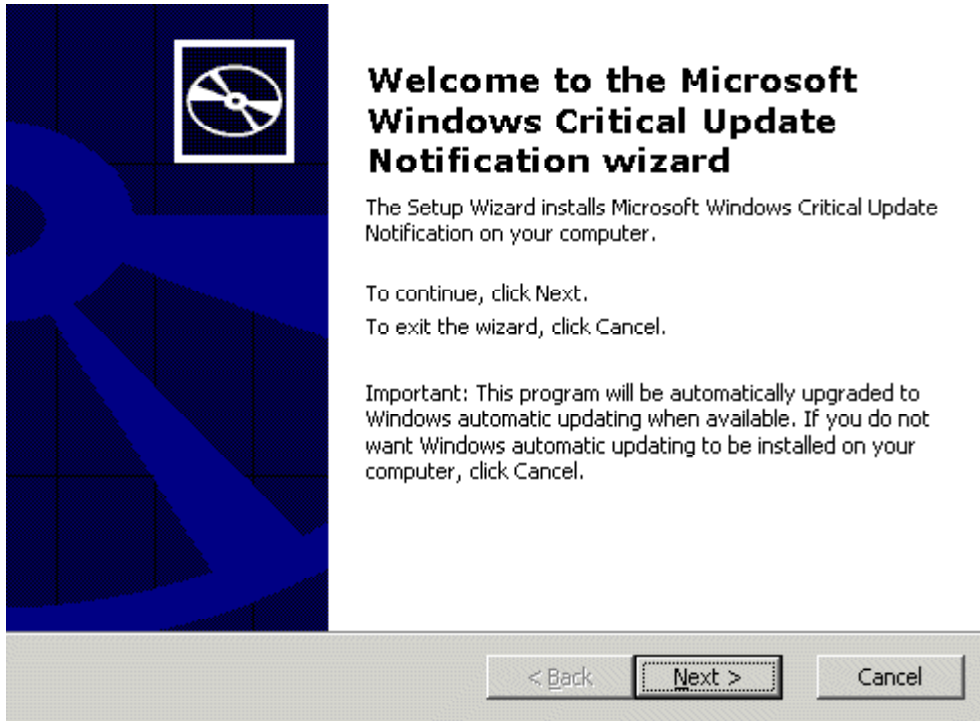 Welcome to the Microsoft
Windows Critical Update
Notification wizard
The Setup Wizard installs Microsoft Windows Critical Update
Notification on your computer.
To continue, click Next.
To exit the wizard, click Cancel.
Important: This program will be automatically upgraded to
Windows automatic updating when available. If you do not
want Windows automatic updating to be installed on your
computer, click Cancel.
< Back Next > Cancel